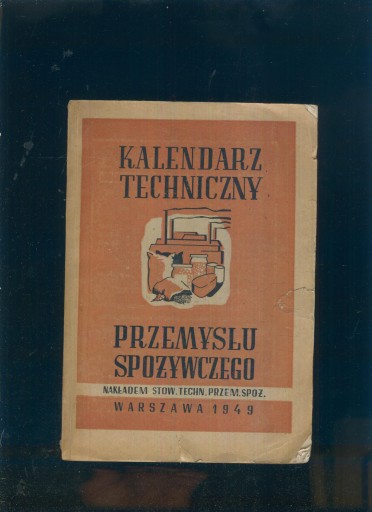 KALENDARZ
TECHNICZNY
PRZEMYSŁU
SPOŻYWCZEGO
NAKŁADEM STOW. TECHN. PRZEM. SPOŻ.
WARSZAWA 1949